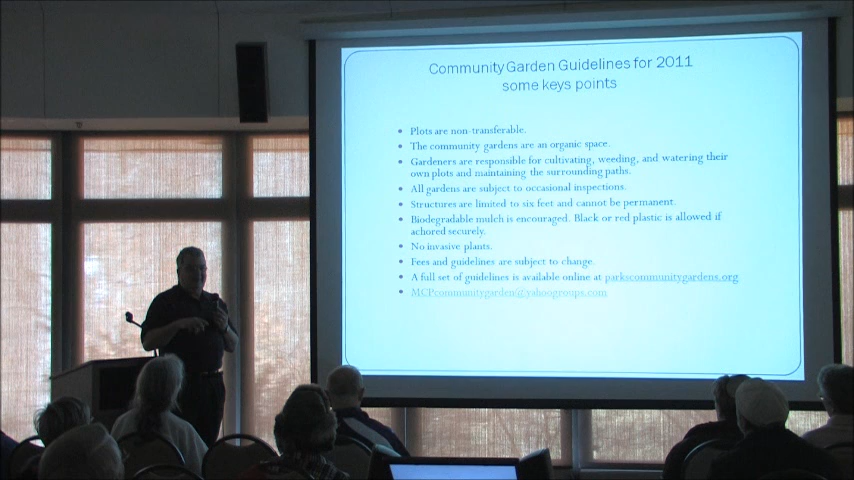 Community Garden Guidelines for 2011
some keys points
• Plots are non-transferable.
• The community gardens are an organic space.
• Gardeners are responsible for cultivating, weeding, and watering their
own plots and maintaining the surrounding paths.
• All gardens are subject to occasional inspections.
• Structures are limited to six feet and cannot be permanent.
• Biodegradable mulch is encouraged. Black or red plastic is allowed if
achored securely.
• No invasive plants.
• Fees and guidelines are subject to change.
• A full set of guidelines is available online at parkscommunitygardens.org
• MCPcommunitygarden@yahoogroups.com